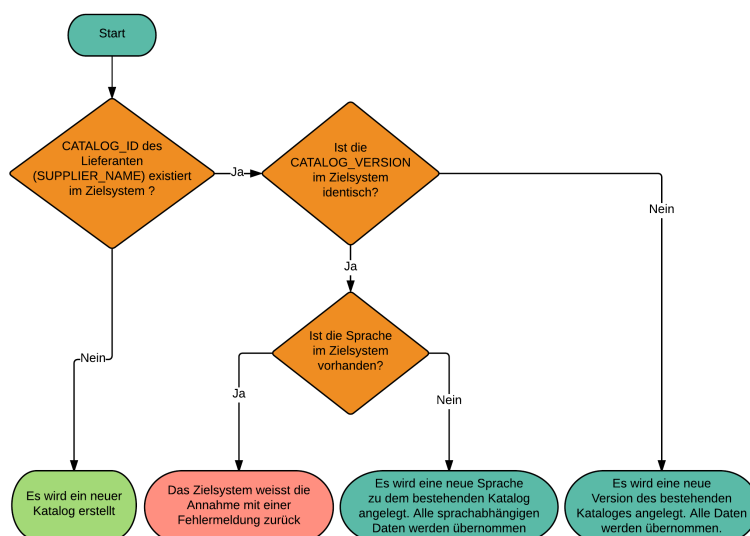 Start
CATALOG_ID des
Lieferanten
(SUPPLIER_NAME) existiert
im Zielsystem ?
Ja
Ist die
CATALOG_VERSION
im Zielsystem
identisch?
Nein
Ja
Ist die Sprache
im Zielsystem
vorhanden?
Nein
Ja
Nein
Es wird ein neuer
Katalog erstellt
Das Zielsystem weisst die
Annahme mit einer
Fehlermeldung zurück
Es wird eine neue Sprache
zu dem bestehenden Katalog
angelegt. Alle sprachabhängigen
Daten werden übernommen
Es wird eine neue
Version des bestehenden
Kataloges angelegt. Alle Daten
werden übernommen.